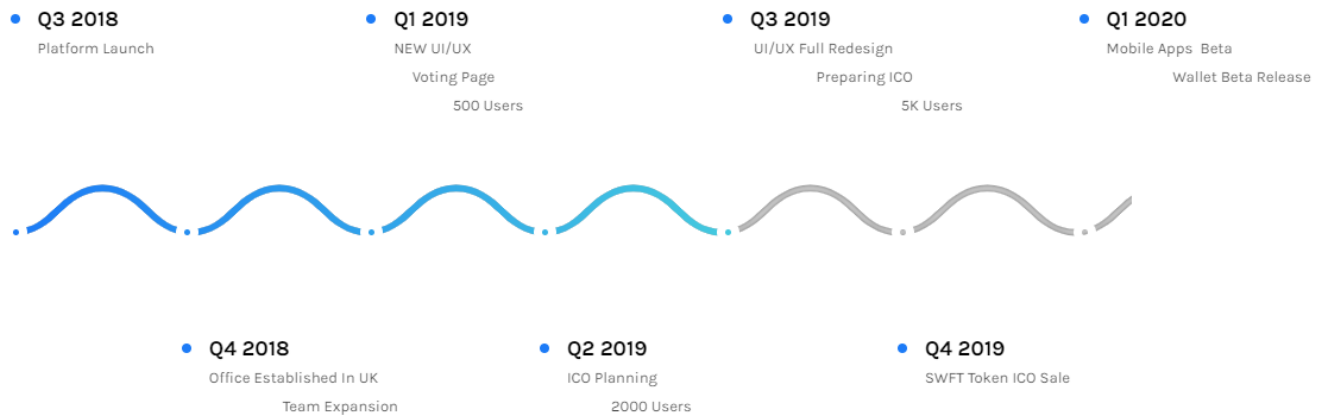 Q3 2018
Platform Launch
Q1 2019
NEW UI/UX
Voting Page
500 Users
Q3 2019
UI/UX Full Redesign
Preparing ICO
5K Users
Q1 2020
Mobile Apps Beta
Wallet Beta Release
Q4 2018
Office Established In UK
Team Expansion
Q2 2019
ICO Planning
2000 Users
Q4 2019
SWFT Token ICO Sale